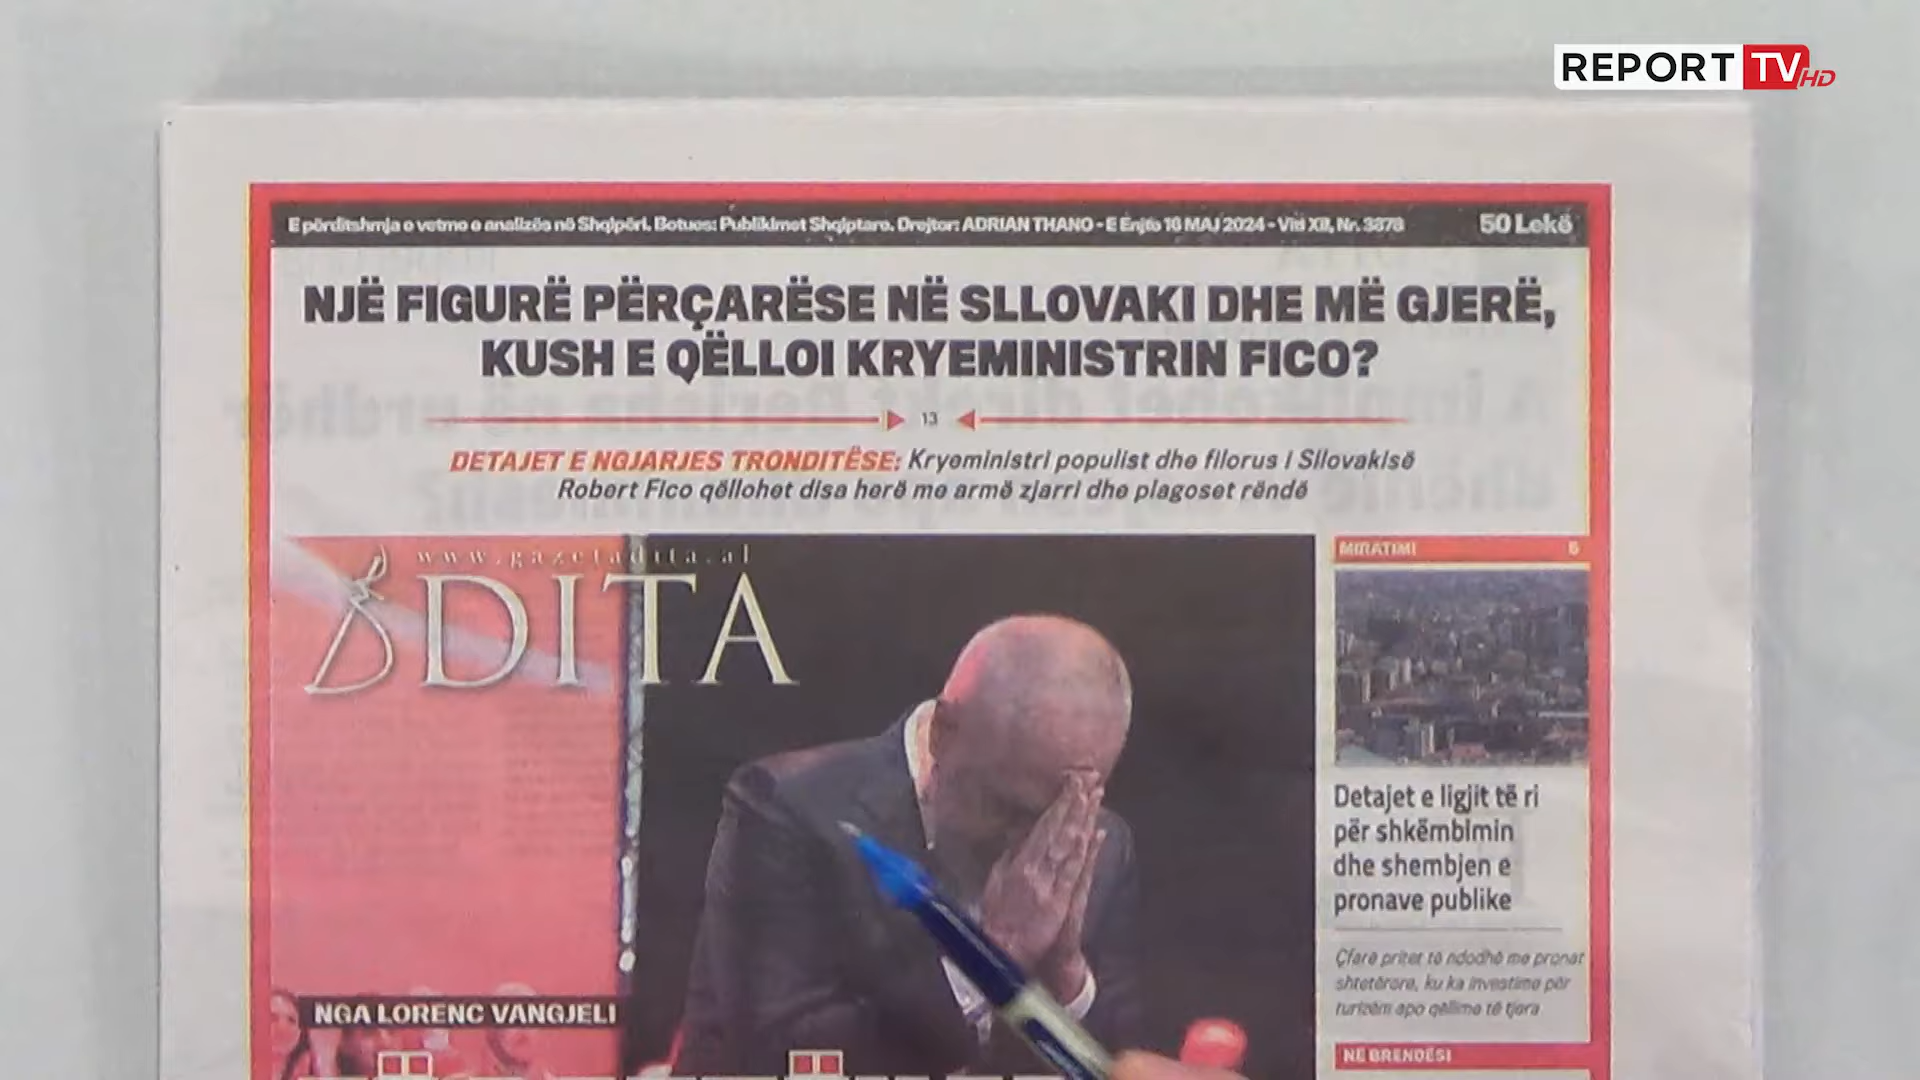 REPORT TV HD
E përditshmja e vetme e analizës në Shqipëri. Botues: Publikimet Shqiptare. Drejtor: ADRIAN THANO - E Enjte 16 MAJ 2024 - Viti XII, Nr. 3878
50 Lekë
NJË FIGURË PËRÇARËSE NË SLLOVAKI DHE MË GJERË,
KUSH E QËLLOI KRYEMINISTRIN FICO?
13
DETAJET E NGJARJES TRONDITËSE: Kryeministri populist dhe filorus i Sllovakisë
Robert Fico qëllohet disa herë me armë zjarri dhe plagoset rëndë
www.gazetadita.al
DITA
MIRATIMI 6
Detajet e ligjit të ri
për shkëmbimin
dhe shembjen e
pronave publike
Çfarë pritet të ndodhë me pronat
shtetërore, ku ka investime për
turizëm apo qëllime të tjera
NË BRENDËSI
NGA LORENC VANGJELI